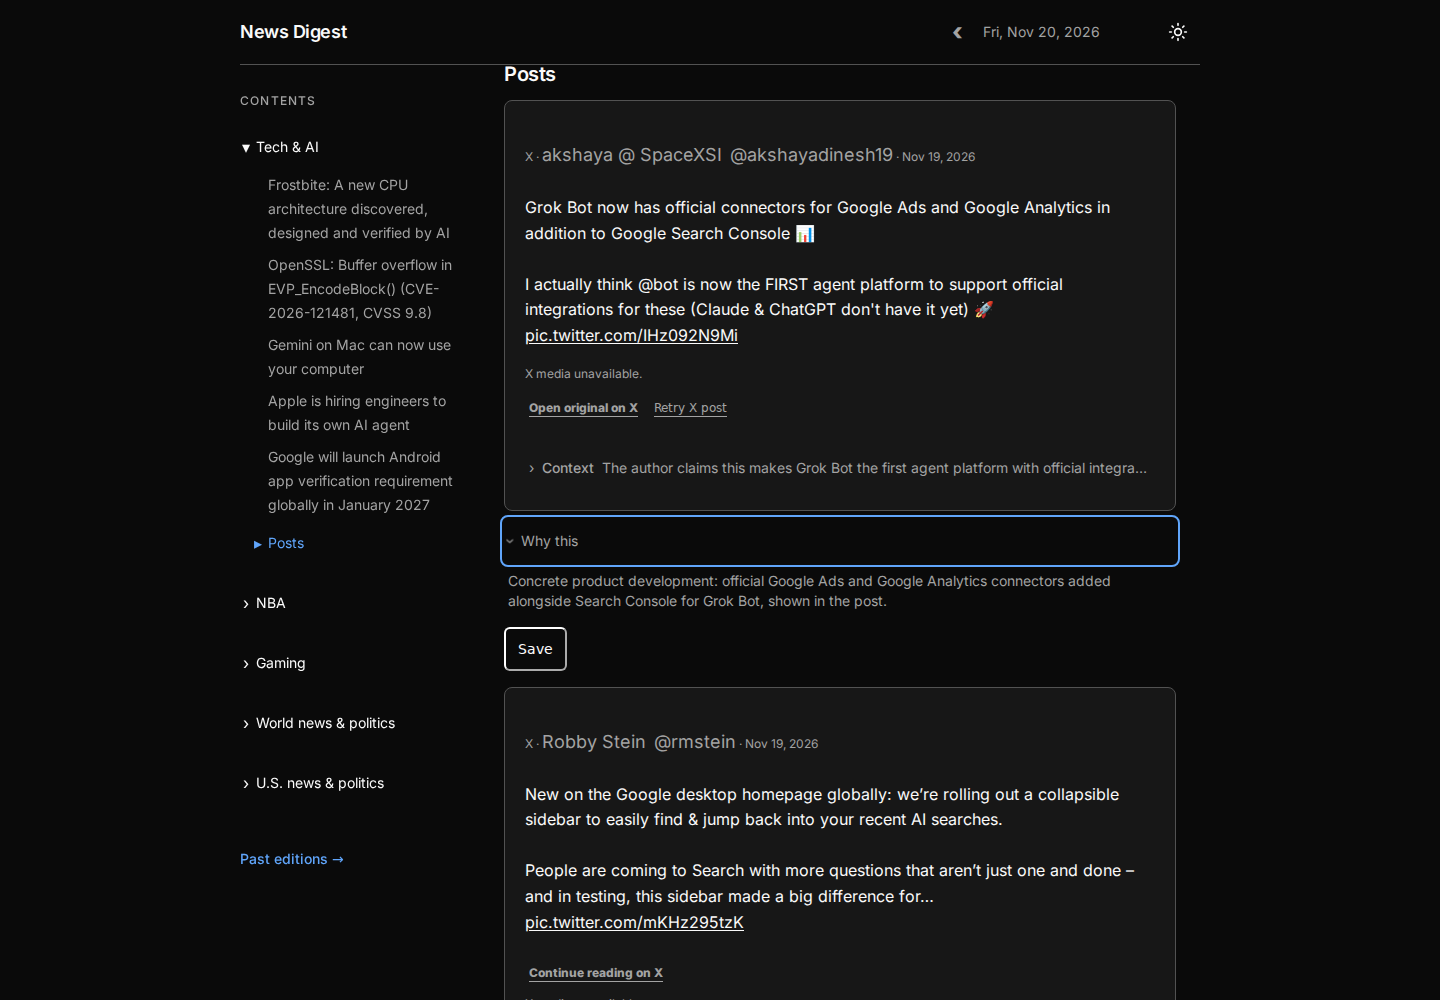 News Digest
‹ Fri, Nov 20, 2026
CONTENTS
▾ Tech & AI
Frostbite: A new CPU
architecture discovered,
designed and verified by AI
OpenSSL: Buffer overflow in
EVP_EncodeBlock() (CVE-
2026-121481, CVSS 9.8)
Gemini on Mac can now use
your computer
Apple is hiring engineers to
build its own AI agent
Google will launch Android
app verification requirement
globally in January 2027
▸ Posts
› NBA
› Gaming
› World news & politics
› U.S. news & politics
Past editions →
Posts
X · akshaya @ SpaceXSI @akshayadinesh19 · Nov 19, 2026
Grok Bot now has official connectors for Google Ads and Google Analytics in
addition to Google Search Console 📊
I actually think @bot is now the FIRST agent platform to support official
integrations for these (Claude & ChatGPT don't have it yet) 🚀
pic.twitter.com/IHz092N9Mi
X media unavailable.
Open original on X Retry X post
› Context The author claims this makes Grok Bot the first agent platform with official integra...
Why this
Concrete product development: official Google Ads and Google Analytics connectors added
alongside Search Console for Grok Bot, shown in the post.
Save
X · Robby Stein @rmstein · Nov 19, 2026
New on the Google desktop homepage globally: we’re rolling out a collapsible
sidebar to easily find & jump back into your recent AI searches.
People are coming to Search with more questions that aren’t just one and done –
and in testing, this sidebar made a big difference for…
pic.twitter.com/mKHz295tzK
Continue reading on X